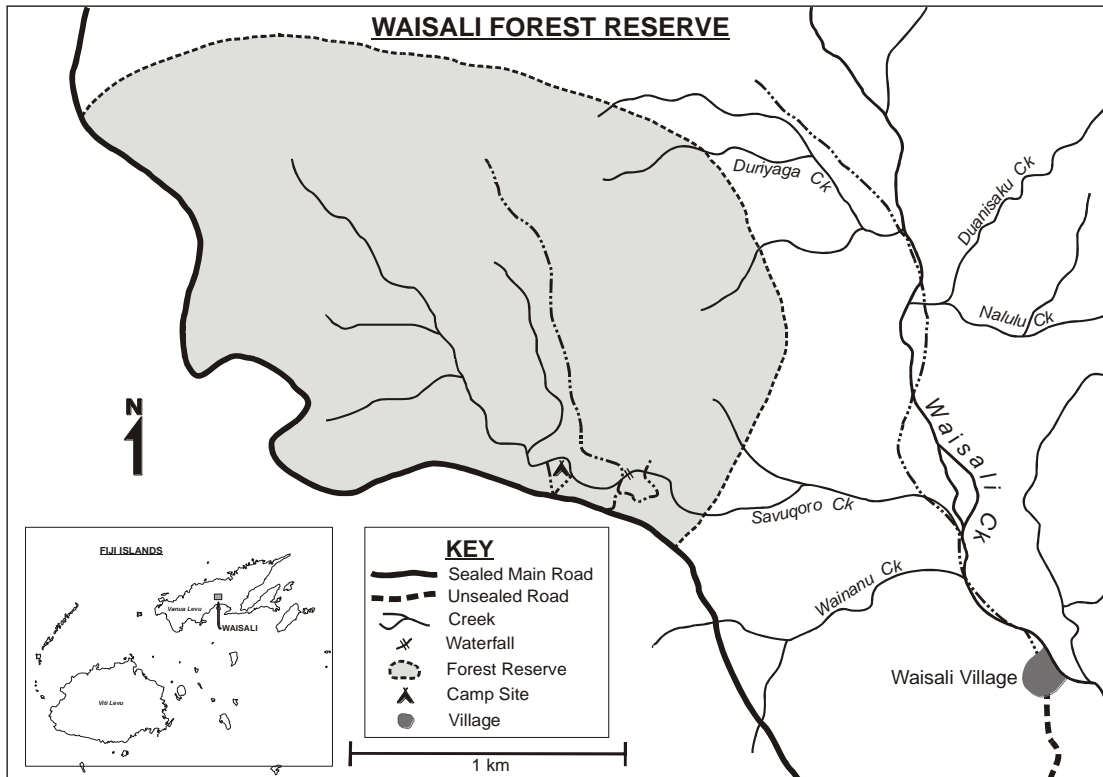 WAISALI FOREST RESERVE
Duriyaga Ck
Duanisaku Ck
Nalulu Ck
N
Waisali Ck
Savuqoro Ck
Wainanu Ck
Waisali Village
FIJI ISLANDS
Vanua Levu
WAISALI
Viti Levu
KEY
Sealed Main Road
Unsealed Road
Creek
Waterfall
Forest Reserve
Camp Site
Village
1 km